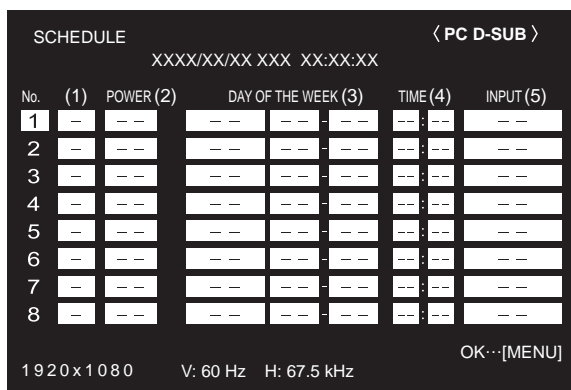 SCHEDULE 〈 PC D-SUB 〉
XXXX/XX/XX XXX XX:XX:XX
No. (1) POWER (2) DAY OF THE WEEK (3) TIME (4) INPUT (5)
1 – – – – – – - – – -- : -- – –
2 – – – – – – - – – -- : -- – –
3 – – – – – – - – – -- : -- – –
4 – – – – – – - – – -- : -- – –
5 – – – – – – - – – -- : -- – –
6 – – – – – – - – – -- : -- – –
7 – – – – – – - – – -- : -- – –
8 – – – – – – - – – -- : -- – –
OK···[MENU]
1920x1080 V: 60 Hz H: 67.5 kHz